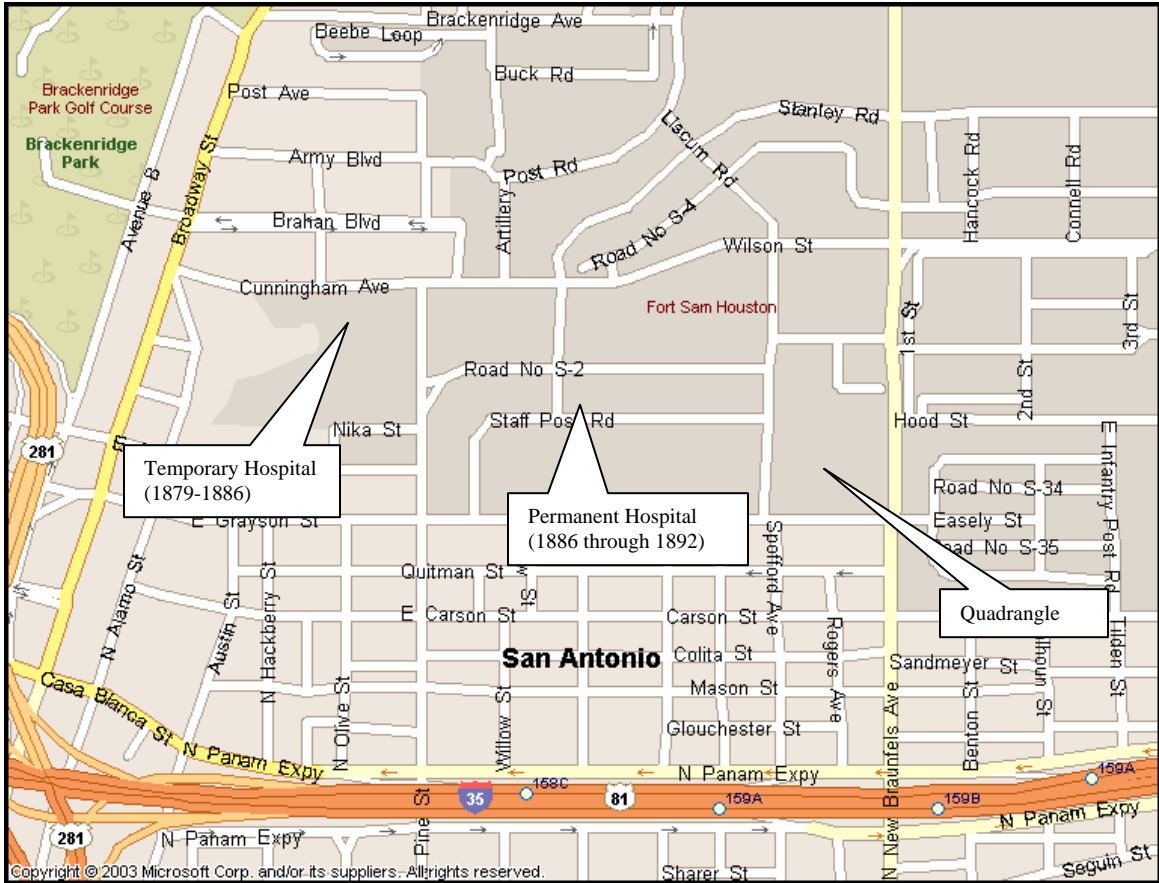 Brackenridge Ave
Beebe Loop
Buck Rd
Brackenridge
Park Golf Course
Post Ave
Stanley Rd
Brackenridge
Park
Liscum Rd
Army Blvd
Post Rd
Hancock Rd
Connell Rd
Avenue B
Broadway St
Brahan Blvd
Artillery
Road No S-4
Wilson St
Cunningham Ave
Fort Sam Houston
1st St
3rd St
Road No S-2
2nd St
Nika St
Staff Post Rd
Hood St
281
E Infantry Post Rd
Temporary Hospital
(1879-1886)
Road No S-34
E Grayson St
Permanent Hospital
(1886 through 1892)
Easely St
Road No S-35
Spofford Ave
Quitman St
N Alamo St
Austin St
N Hackberry St
E Carson St
Carson St
Quadrangle
Rogers Ave
San Antonio
Colita St
Sandmeyer St
Tilden St
Casa Blanca St
N Olive St
Willow St
Mason St
Benton St
Glouchester St
N Panam Expy
N Panam Expy
N New Braunfels Ave
158C
35
81
159A
159B
159A
281
N Panam Expy
Pine St
N Panam Expy
Seguin St
Sharer St
Copyright © 2003 Microsoft Corp. and/or its suppliers. All rights reserved.